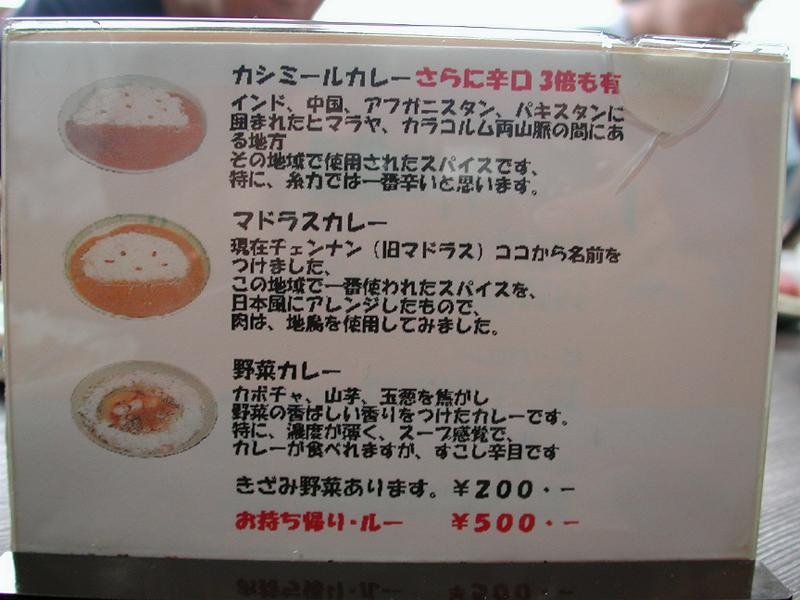 カシミールカレーさらに辛口 3倍も有
インド、中国、アフガニスタン、パキスタンに
囲まれたヒマラヤ、カラコルム両山脈の間にあ
る地方
その地域で使用されたスパイスです、
特に、糸力では一番辛いと思います。
マドラスカレー
現在チェンナン（旧マドラス）ココから名前を
つけました、
この地域で一番使われたスパイスを、
日本風にアレンジしたもので、
肉は、地鳥を使用してみました。
野菜カレー
カボチャ、山芋、玉葱を焦がし
野菜の香ばしい香りをつけたカレーです。
特に、濃度が薄く、スープ感覚で、
カレーが食べれますが、すこし辛目です
きざみ野菜あります。￥200・－
お持ち帰り・ルー ￥500・－